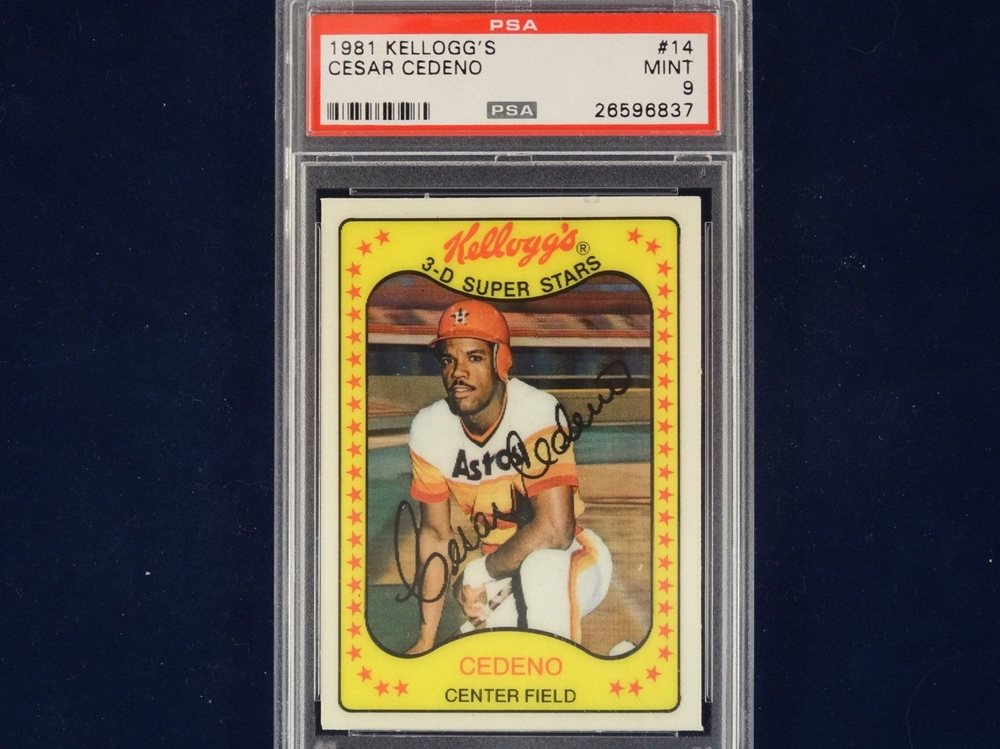 PSA
1981 KELLOGG'S #14
CESAR CEDENO MINT
9
PSA 26596837
Kellogg's®
3-D SUPER STARS
H
Astros
Cesar Cedeno
CEDENO
CENTER FIELD